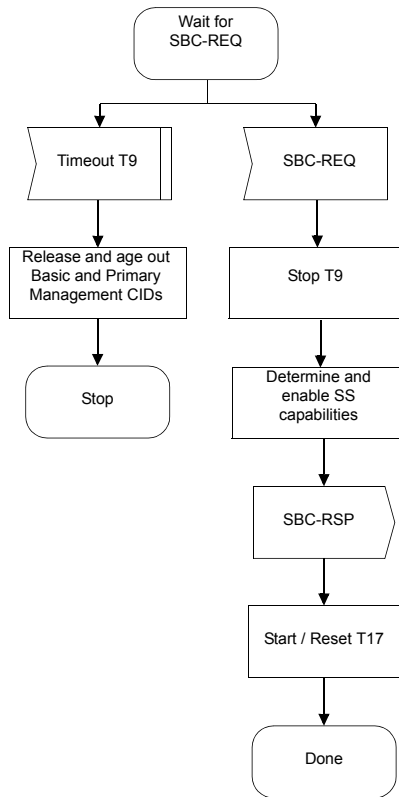 Wait for
SBC-REQ
Timeout T9
SBC-REQ
Release and age out
Basic and Primary
Management CIDs
Stop T9
Stop
Determine and
enable SS
capabilities
SBC-RSP
Start / Reset T17
Done